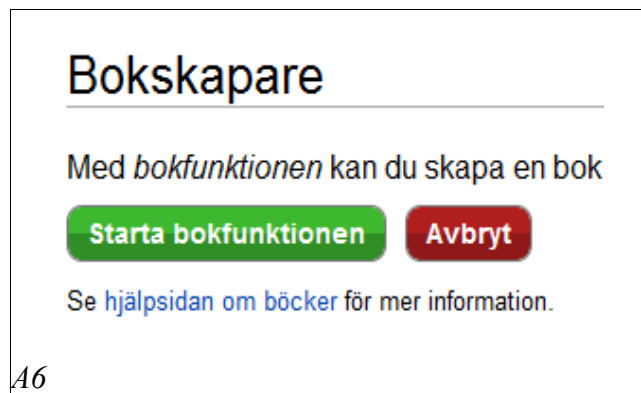 Bokskapare
Med bokfunktionen kan du skapa en bok
Starta bokfunktionen Avbryt
Se hjälpsidan om böcker för mer information.
A6